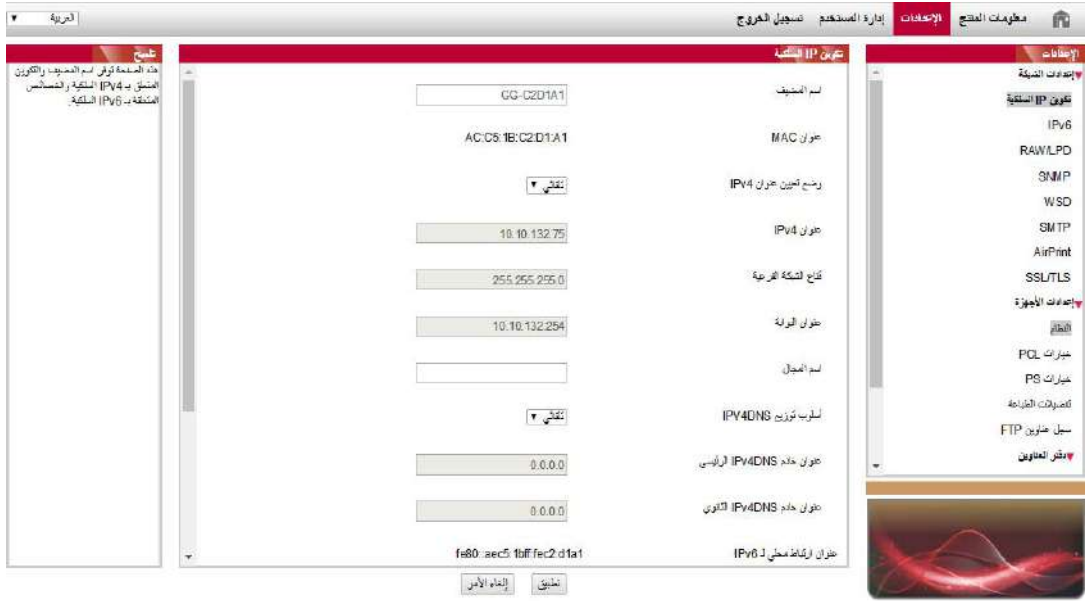 معلومات المنتج
الإعدادات
إدارة المستخدم
تسجيل الخروج
العربية
الإعدادات
إعدادات الشبكة
تكوين IP السلكية
IPv6
RAW/LPD
SNMP
WSD
SMTP
AirPrint
SSL/TLS
إعدادات الأجهزة
النظام
خيارات PCL
خيارات PS
تفضيلات الطباعة
سجل عناوين FTP
دفتر العناوين
تكوين IP السلكية
اسم المضيف
GG-C2D1A1
عنوان MAC
AC:C5:1B:C2:D1:A1
وضع تعيين عنوان IPv4
تلقائي
عنوان IPv4
10.10.132.75
قناع الشبكة الفرعية
255.255.255.0
عنوان البوابة
10.10.132.254
اسم المجال
أسلوب توزيع IPV4DNS
تلقائي
عنوان خادم IPv4DNS الرئيسي
0.0.0.0
عنوان خادم IPv4DNS الثانوي
0.0.0.0
عنوان ارتباط محلي لـ IPv6
fe80::aec5:1bff:fec2:d1a1
تطبيق
إلغاء الأمر
تلميح
هذه الصفحة توفر اسم المضيف والتكوين
المتعلق بـ IPv4 السلكية والخصائص
المتعلقة بـ IPv6 السلكية.